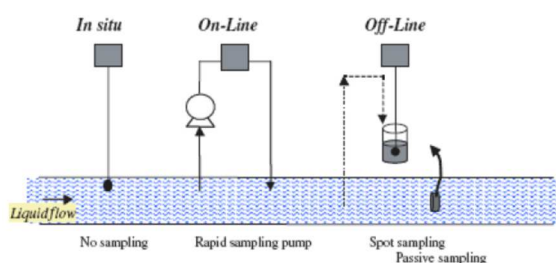 In situ On-Line Off-Line
Liquid flow
No sampling Rapid sampling pump Spot sampling
Passive sampling